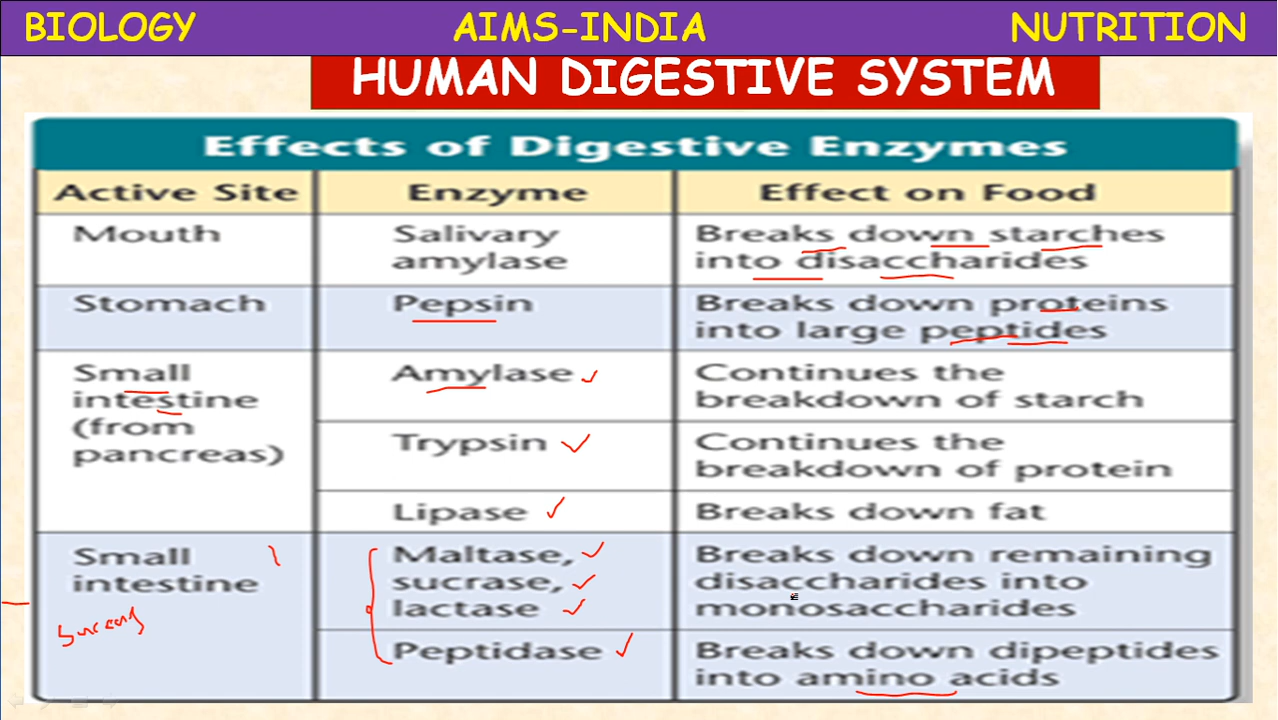 BIOLOGY AIMS-INDIA NUTRITION
HUMAN DIGESTIVE SYSTEM
Effects of Digestive Enzymes
Active Site Enzyme Effect on Food
Mouth Salivary amylase Breaks down starches
into disaccharides
Stomach Pepsin Breaks down proteins
into large peptides
Small
intestine
(from
pancreas)
Amylase Continues the
breakdown of starch
Trypsin Continues the
breakdown of protein
Lipase Breaks down fat
Small
intestine
Maltase,
sucrase,
lactase
Breaks down remaining
disaccharides into
monosaccharides
Peptidase Breaks down dipeptides
into amino acids